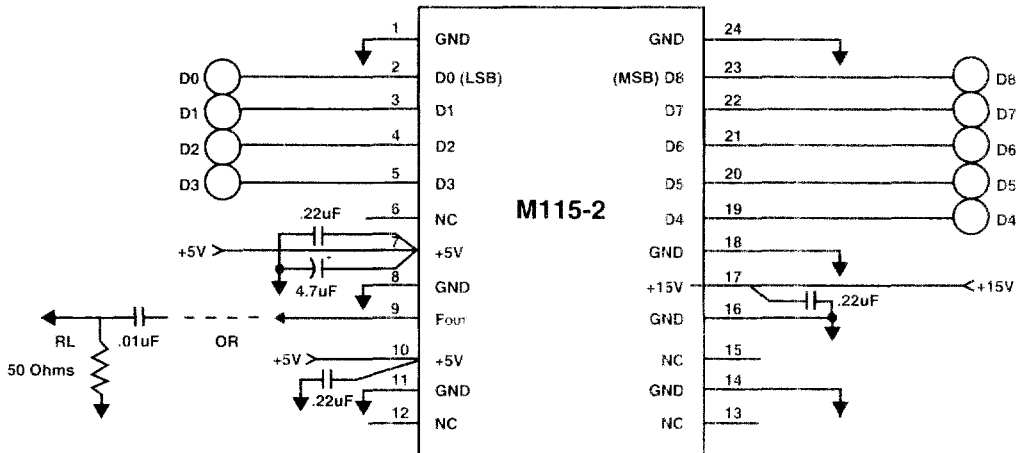 1 GND GND 24
D0 2 D0 (LSB) (MSB) D8 23 D8
D1 3 D1 D7 22 D7
D2 4 D2 D6 21 D6
D3 5 D3 D5 20 D5
M115-2
6 NC D4 19 D4
.22uF
+5V 7 +5V GND 18
4.7uF
8 GND +15V 17 +15V
.22uF
9 FOUT GND 16
RL .01uF OR
50 Ohms
+5V 10 +5V NC 15
.22uF
11 GND GND 14
12 NC NC 13